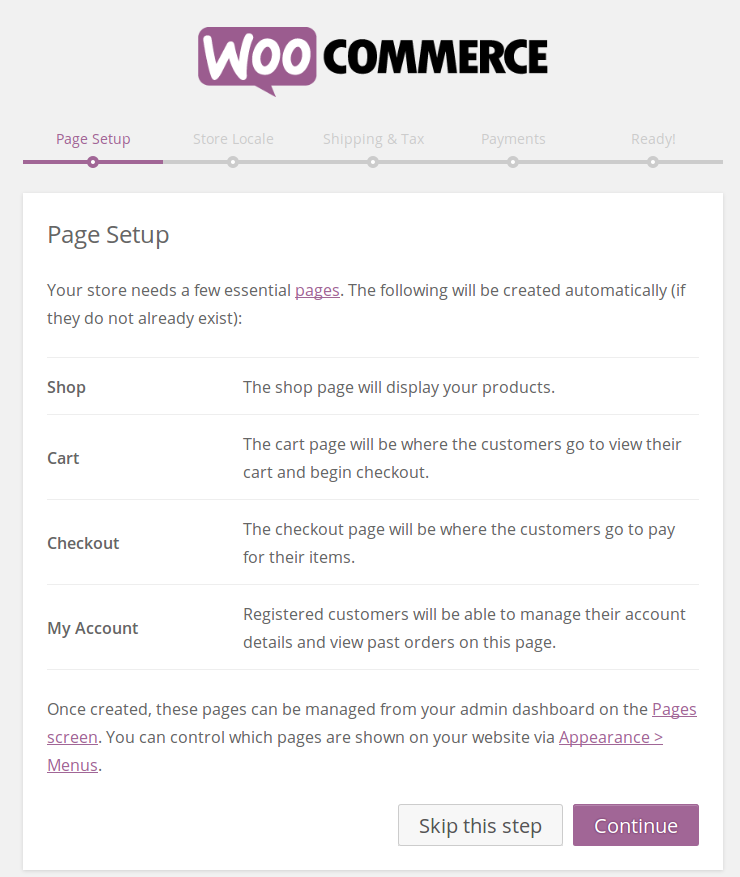 WOO COMMERCE
Page Setup
Store Locale
Shipping & Tax
Payments
Ready!
Page Setup
Your store needs a few essential pages. The following will be created automatically (if
they do not already exist):
Shop
The shop page will display your products.
Cart
The cart page will be where the customers go to view their
cart and begin checkout.
Checkout
The checkout page will be where the customers go to pay
for their items.
My Account
Registered customers will be able to manage their account
details and view past orders on this page.
Once created, these pages can be managed from your admin dashboard on the Pages
screen. You can control which pages are shown on your website via Appearance >
Menus.
Skip this step
Continue